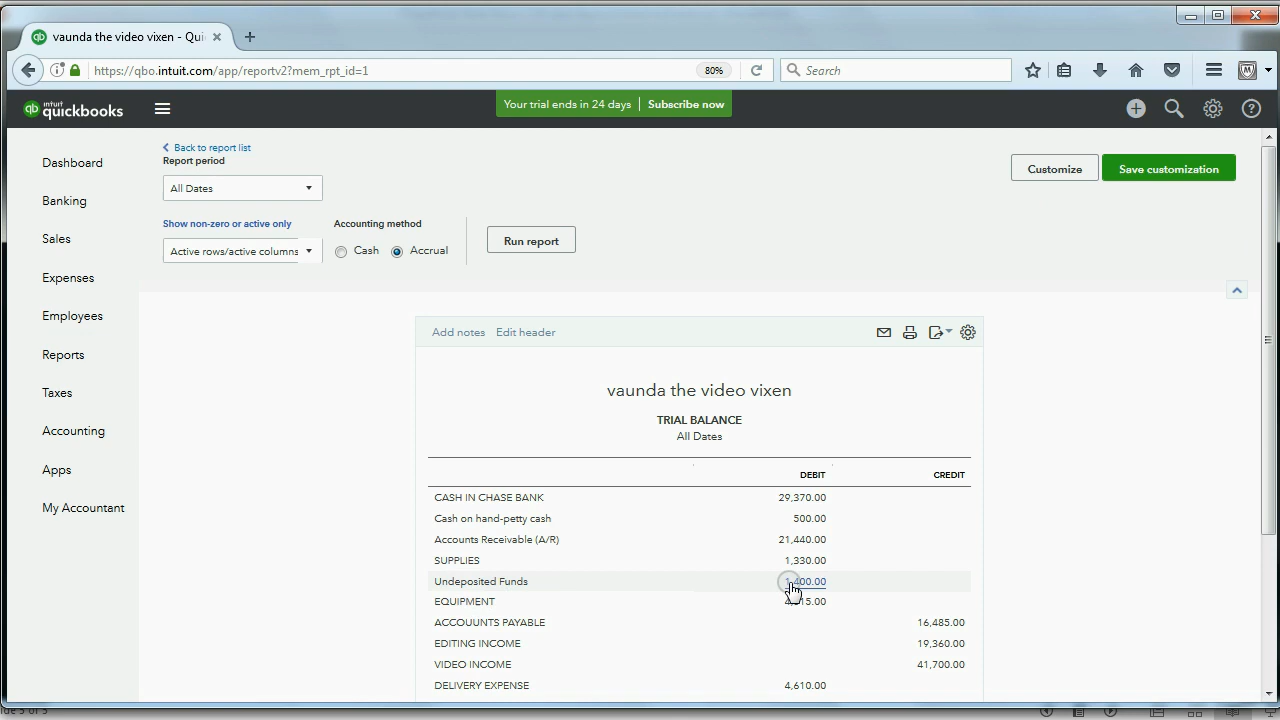 vaunda the video vixen - Qui
https://qbo.intuit.com/app/reportv2?mem_rpt_id=1
80%
Search
intuit
quickbooks
Your trial ends in 24 days
Subscribe now
Dashboard
Banking
Sales
Expenses
Employees
Reports
Taxes
Accounting
Apps
My Accountant
Back to report list
Report period
All Dates
Customize
Save customization
Show non-zero or active only
Accounting method
Active rows/active columns
Cash
Accrual
Run report
Add notes
Edit header
vaunda the video vixen
TRIAL BALANCE
All Dates
DEBIT CREDIT
CASH IN CHASE BANK 29,370.00
Cash on hand-petty cash 500.00
Accounts Receivable (A/R) 21,440.00
SUPPLIES 1,330.00
Undeposited Funds 1,400.00
EQUIPMENT
ACCOUUNTS PAYABLE 16,485.00
EDITING INCOME 19,360.00
VIDEO INCOME 41,700.00
DELIVERY EXPENSE 4,610.00